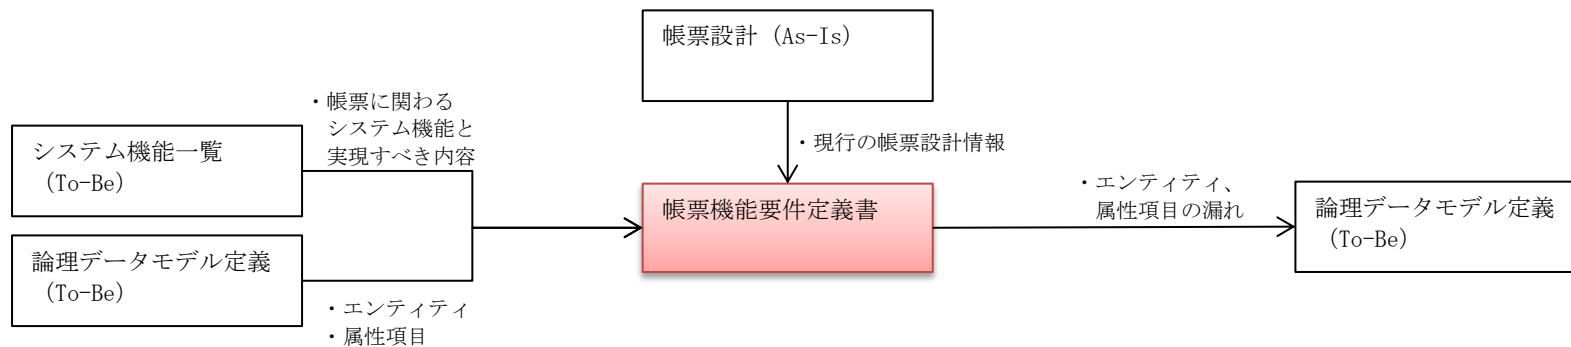 帳票設計（As-Is）
・帳票に関わる
システム機能と
実現すべき内容
システム機能一覧
（To-Be）
・現行の帳票設計情報
帳票機能要件定義書
・エンティティ、
属性項目の漏れ
論理データモデル定義
（To-Be）
論理データモデル定義
（To-Be）
・エンティティ
・属性項目